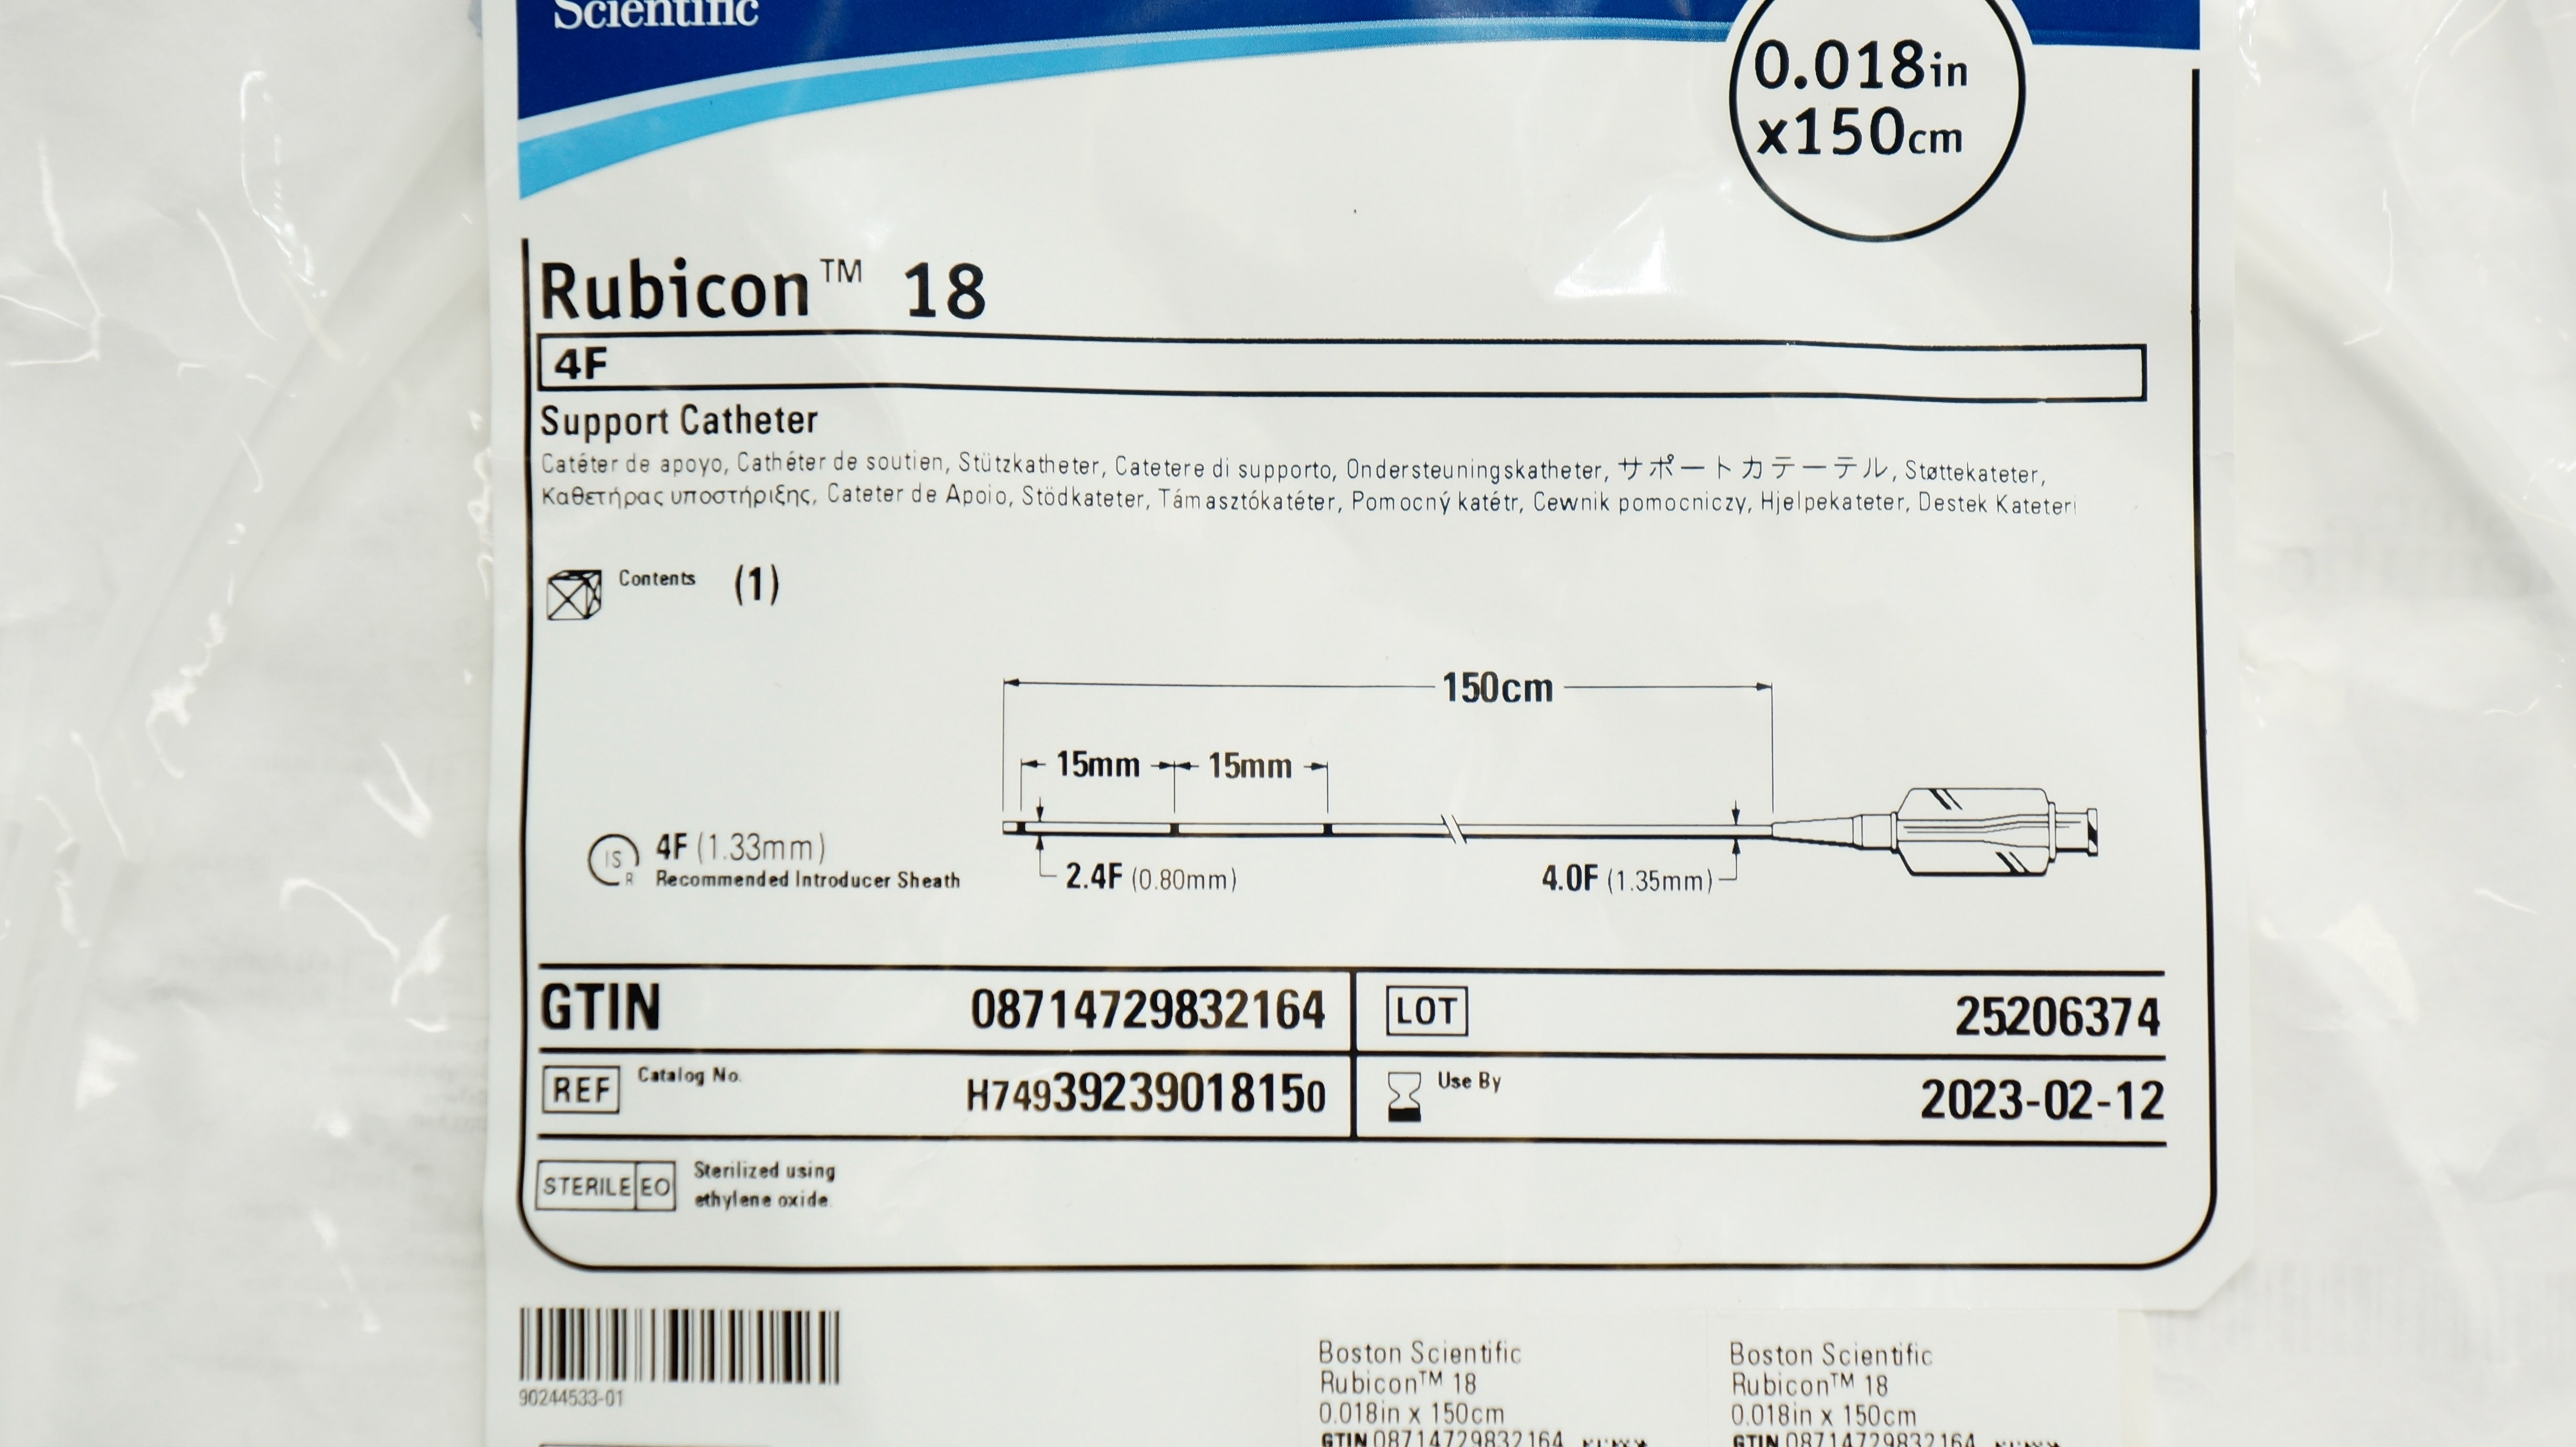 Scientific
0.018in
x150cm
Rubicon™ 18
4F
Support Catheter
Catéter de apoyo, Cathéter de soutien, Stützkatheter, Catetere di supporto, Ondersteuningskatheter, サポートカテーテル, Støttekateter,
Καθετήρας υποστήριξης, Cateter de Apoio, Stödkateter, Támasztókatéter, Pomocný katétr, Cewnik pomocniczy, Hjelpekateter, Destek Kateteri
Contents (1)
150cm
15mm 15mm
IS R 4F (1.33mm)
Recommended Introducer Sheath
2.4F (0.80mm) 4.0F (1.35mm)
GTIN 08714729832164 LOT 25206374
REF Catalog No. H74939239018150 Use By 2023-02-12
STERILE EO Sterilized using
ethylene oxide.
90244533-01
Boston Scientific
Rubicon™ 18
0.018in x 150cm
GTIN 08714729832164
Boston Scientific
Rubicon™ 18
0.018in x 150cm
GTIN 08714729832164